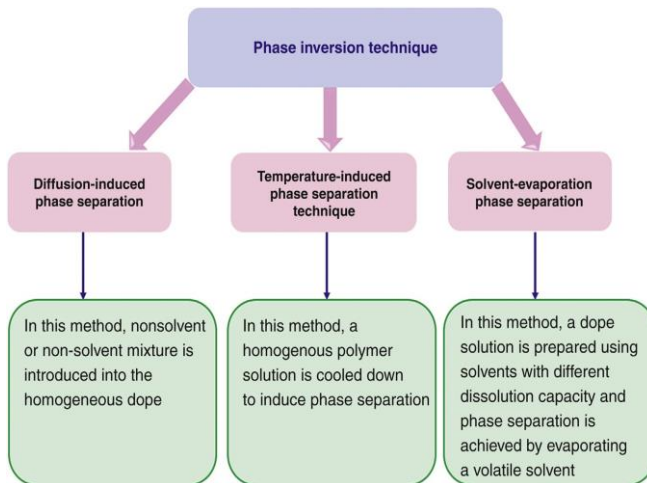 Phase inversion technique
Diffusion-induced
phase separation
Temperature-induced
phase separation
technique
Solvent-evaporation
phase separation
In this method, nonsolvent
or non-solvent mixture is
introduced into the
homogeneous dope
In this method, a
homogenous polymer
solution is cooled down
to induce phase separation
In this method, a dope
solution is prepared using
solvents with different
dissolution capacity and
phase separation is
achieved by evaporating
a volatile solvent